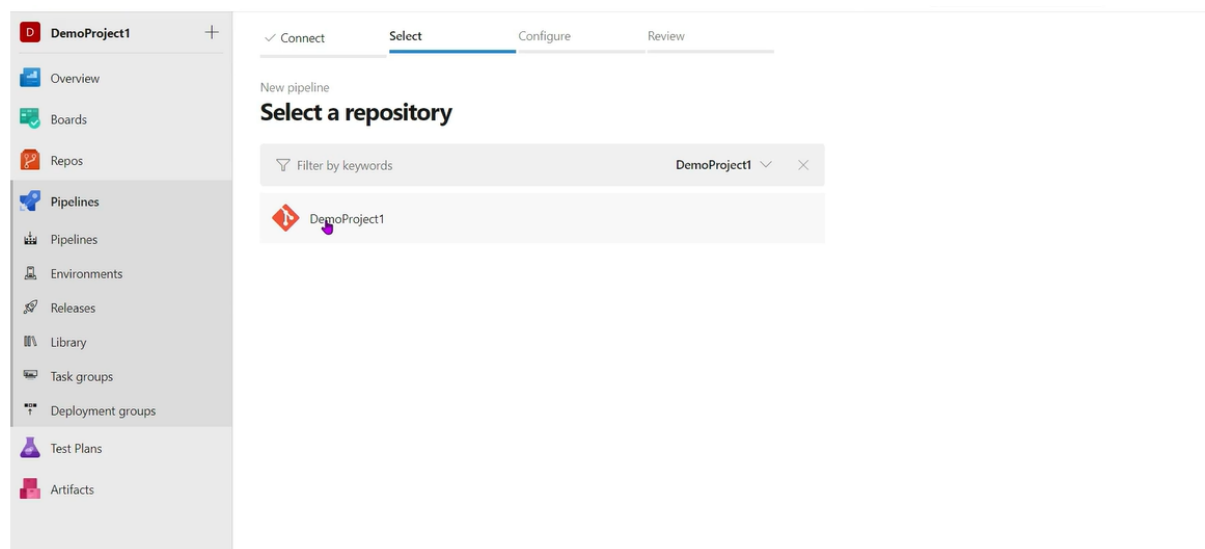 D DemoProject1
Overview
Boards
Repos
Pipelines
Pipelines
Environments
Releases
Library
Task groups
Deployment groups
Test Plans
Artifacts
Connect Select Configure Review
New pipeline
Select a repository
Filter by keywords DemoProject1
DemoProject1